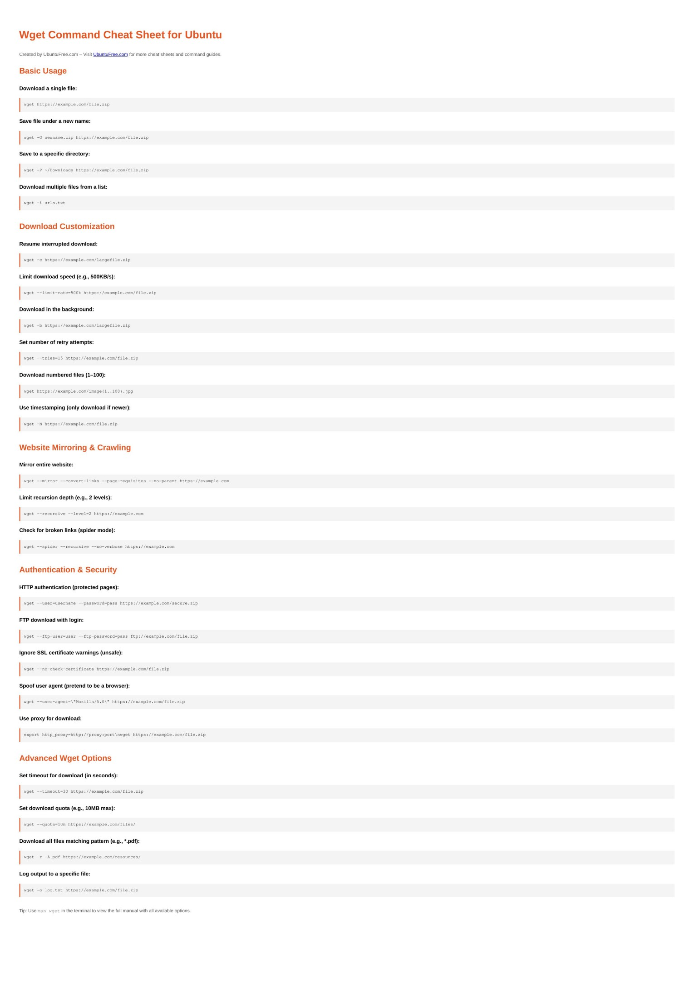 Wget Command Cheat Sheet for Ubuntu
Created by UbuntuFree.com – Visit UbuntuFree.com for more cheat sheets and command guides.
Basic Usage
Download a single file:
wget https://example.com/file.zip
Save file under a new name:
wget -O newname.zip https://example.com/file.zip
Save to a specific directory:
wget -P ~/Downloads https://example.com/file.zip
Download multiple files from a list:
wget -i urls.txt
Download Customization
Resume interrupted download:
wget -c https://example.com/largefile.zip
Limit download speed (e.g., 500KB/s):
wget --limit-rate=500k https://example.com/file.zip
Download in the background:
wget -b https://example.com/largefile.zip
Set number of retry attempts:
wget --tries=15 https://example.com/file.zip
Download numbered files (1–100):
wget https://example.com/image{1..100}.jpg
Use timestamping (only download if newer):
wget -N https://example.com/file.zip
Website Mirroring & Crawling
Mirror entire website:
wget --mirror --convert-links --page-requisites --no-parent https://example.com
Limit recursion depth (e.g., 2 levels):
wget --recursive --level=2 https://example.com
Check for broken links (spider mode):
wget --spider --recursive --no-verbose https://example.com
Authentication & Security
HTTP authentication (protected pages):
wget --user=username --password=pass https://example.com/secure.zip
FTP download with login:
wget --ftp-user=user --ftp-password=pass ftp://example.com/file.zip
Ignore SSL certificate warnings (unsafe):
wget --no-check-certificate https://example.com/file.zip
Spoof user agent (pretend to be a browser):
wget --user-agent=\"Mozilla/5.0\" https://example.com/file.zip
Use proxy for download:
export http_proxy=http://proxy:port\nwget https://example.com/file.zip
Advanced Wget Options
Set timeout for download (in seconds):
wget --timeout=30 https://example.com/file.zip
Set download quota (e.g., 10MB max):
wget --quota=10m https://example.com/files/
Download all files matching pattern (e.g., *.pdf):
wget -r -A.pdf https://example.com/resources/
Log output to a specific file:
wget -o log.txt https://example.com/file.zip
Tip: Use man wget in the terminal to view the full manual with all available options.